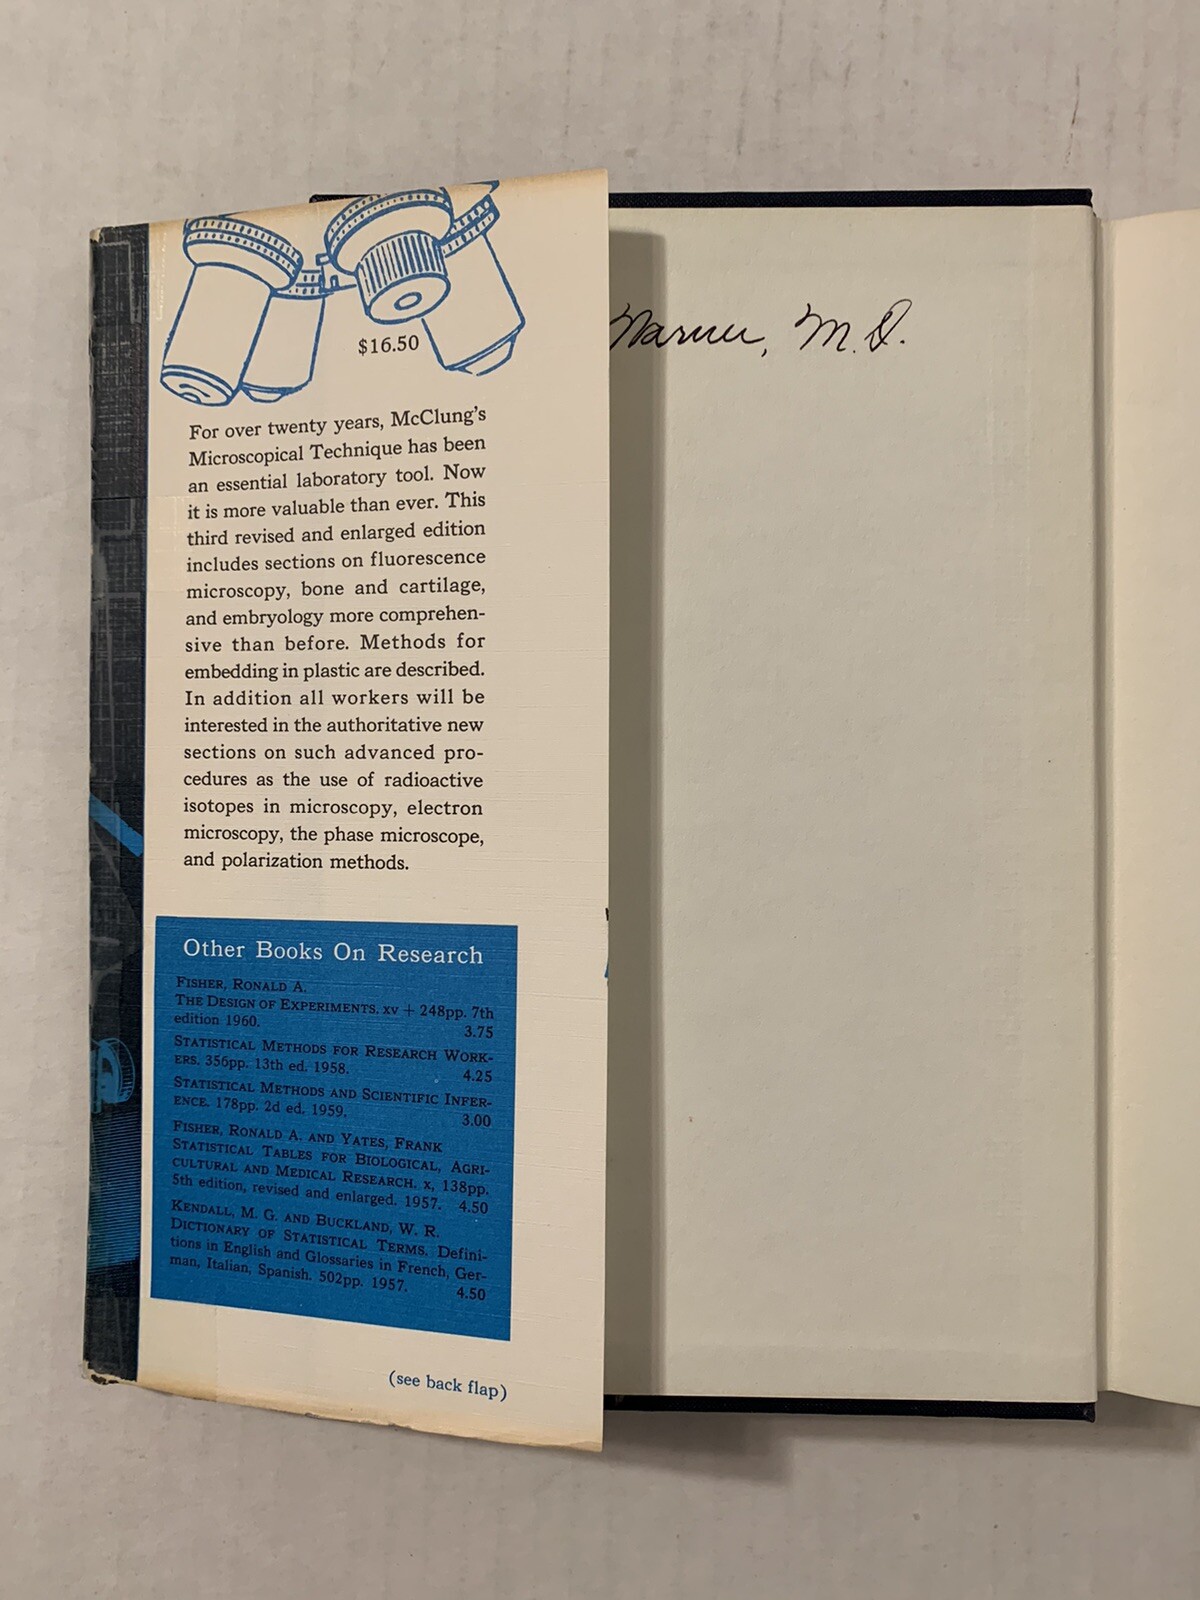 $16.50
For over twenty years, McClung's
Microscopical Technique has been
an essential laboratory tool. Now
it is more valuable than ever. This
third revised and enlarged edition
includes sections on fluorescence
microscopy, bone and cartilage,
and embryology more comprehen-
sive than before. Methods for
embedding in plastic are described.
In addition all workers will be
interested in the authoritative new
sections on such advanced pro-
cedures as the use of radioactive
isotopes in microscopy, electron
microscopy, the phase microscope,
and polarization methods.
Other Books On Research
FISHER, RONALD A.
THE DESIGN OF EXPERIMENTS. xv + 248pp. 7th
edition 1960. 3.75
STATISTICAL METHODS FOR RESEARCH WORK-
ERS. 356pp. 13th ed. 1958. 4.25
STATISTICAL METHODS AND SCIENTIFIC INFER-
ENCE. 178pp. 2d ed. 1959. 3.00
FISHER, RONALD A. AND YATES, FRANK
STATISTICAL TABLES FOR BIOLOGICAL, AGRI-
CULTURAL AND MEDICAL RESEARCH. x, 138pp.
5th edition, revised and enlarged. 1957. 4.50
KENDALL, M. G. AND BUCKLAND, W. R.
DICTIONARY OF STATISTICAL TERMS. Defini-
tions in English and Glossaries in French, Ger-
man, Italian, Spanish. 502pp. 1957. 4.50
(see back flap)
Warner, M.D.